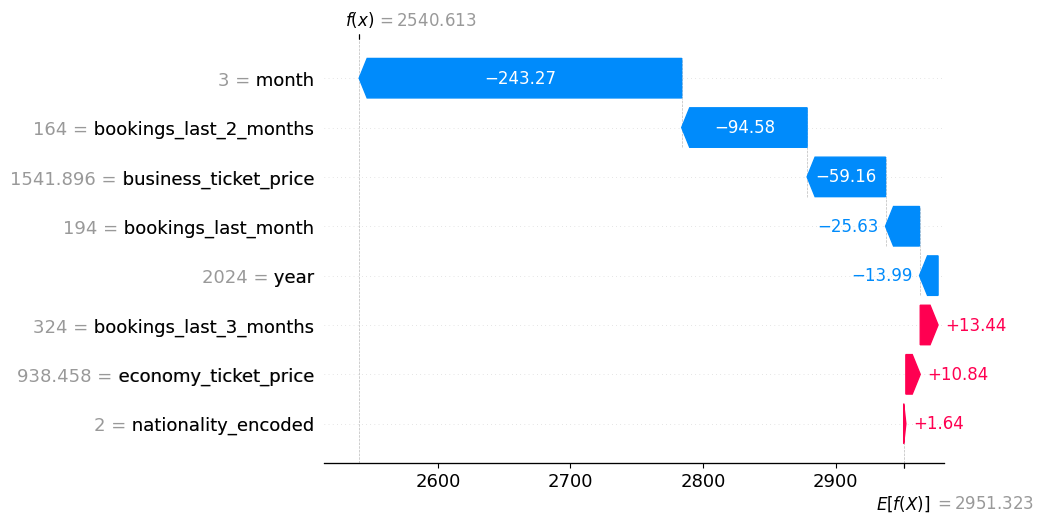 f(x) = 2540.613
3 = month
−243.27
164 = bookings_last_2_months
−94.58
1541.896 = business_ticket_price
−59.16
194 = bookings_last_month
−25.63
2024 = year
−13.99
324 = bookings_last_3_months
+13.44
938.458 = economy_ticket_price
+10.84
2 = nationality_encoded
+1.64
2600 2700 2800 2900
E[f(X)] = 2951.323